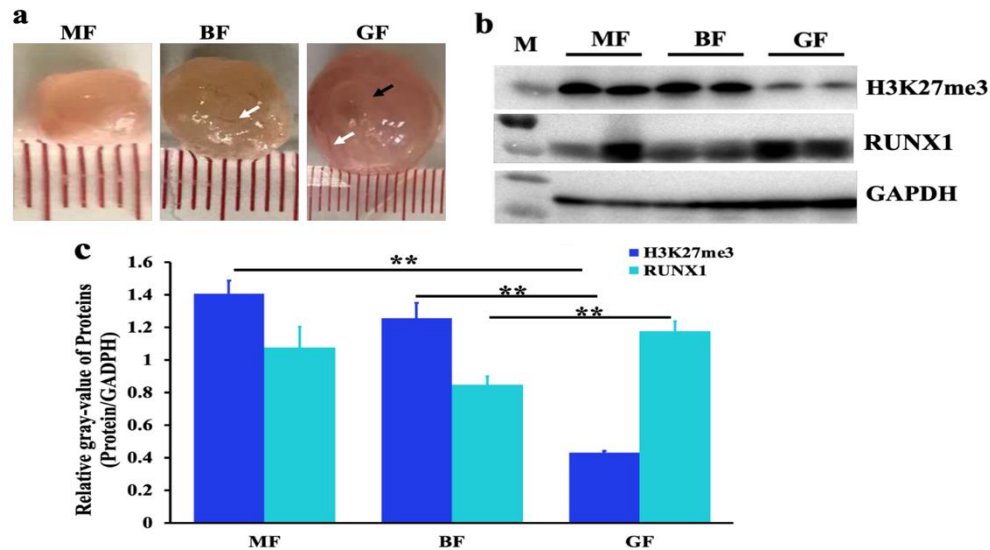 a
MF BF GF
b
M MF BF GF
H3K27me3
RUNX1
GAPDH
c
H3K27me3
RUNX1
Relative gray-value of Proteins
(Protein/GADPH)
1.6
1.4
1.2
1
0.8
0.6
0.4
0.2
0
**
**
**
MF BF GF